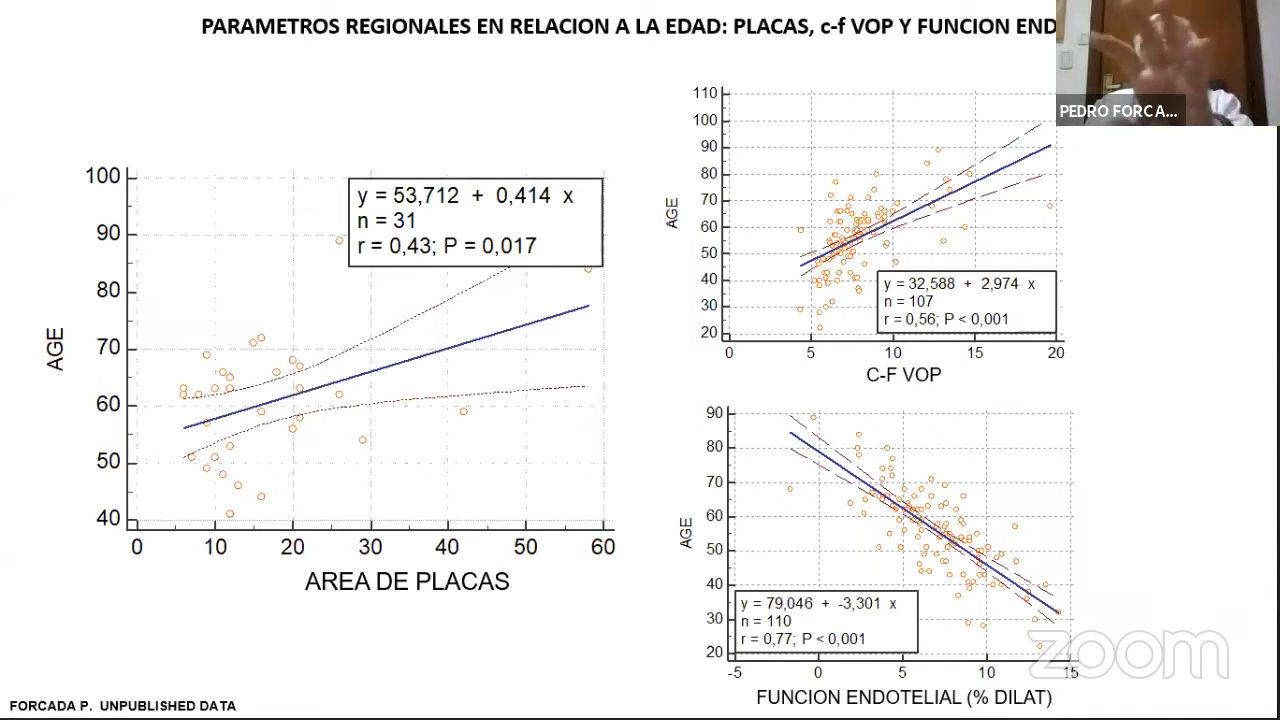 PARAMETROS REGIONALES EN RELACION A LA EDAD: PLACAS, c-f VOP Y FUNCION END
PEDRO FORCA...
100
90
80
70
60
50
40
AGE
y = 53,712 + 0,414 x
n = 31
r = 0,43; P = 0,017
0 10 20 30 40 50 60
AREA DE PLACAS
110
100
90
80
70
60
50
40
30
20
AGE
y = 32,588 + 2,974 x
n = 107
r = 0,56; P < 0,001
0 5 10 15 20
C-F VOP
90
80
70
60
50
40
30
20
AGE
y = 79,046 + -3,301 x
n = 110
r = 0,77; P < 0,001
-5 0 5 10 15
FUNCION ENDOTELIAL (% DILAT)
zoom
FORCADA P. UNPUBLISHED DATA